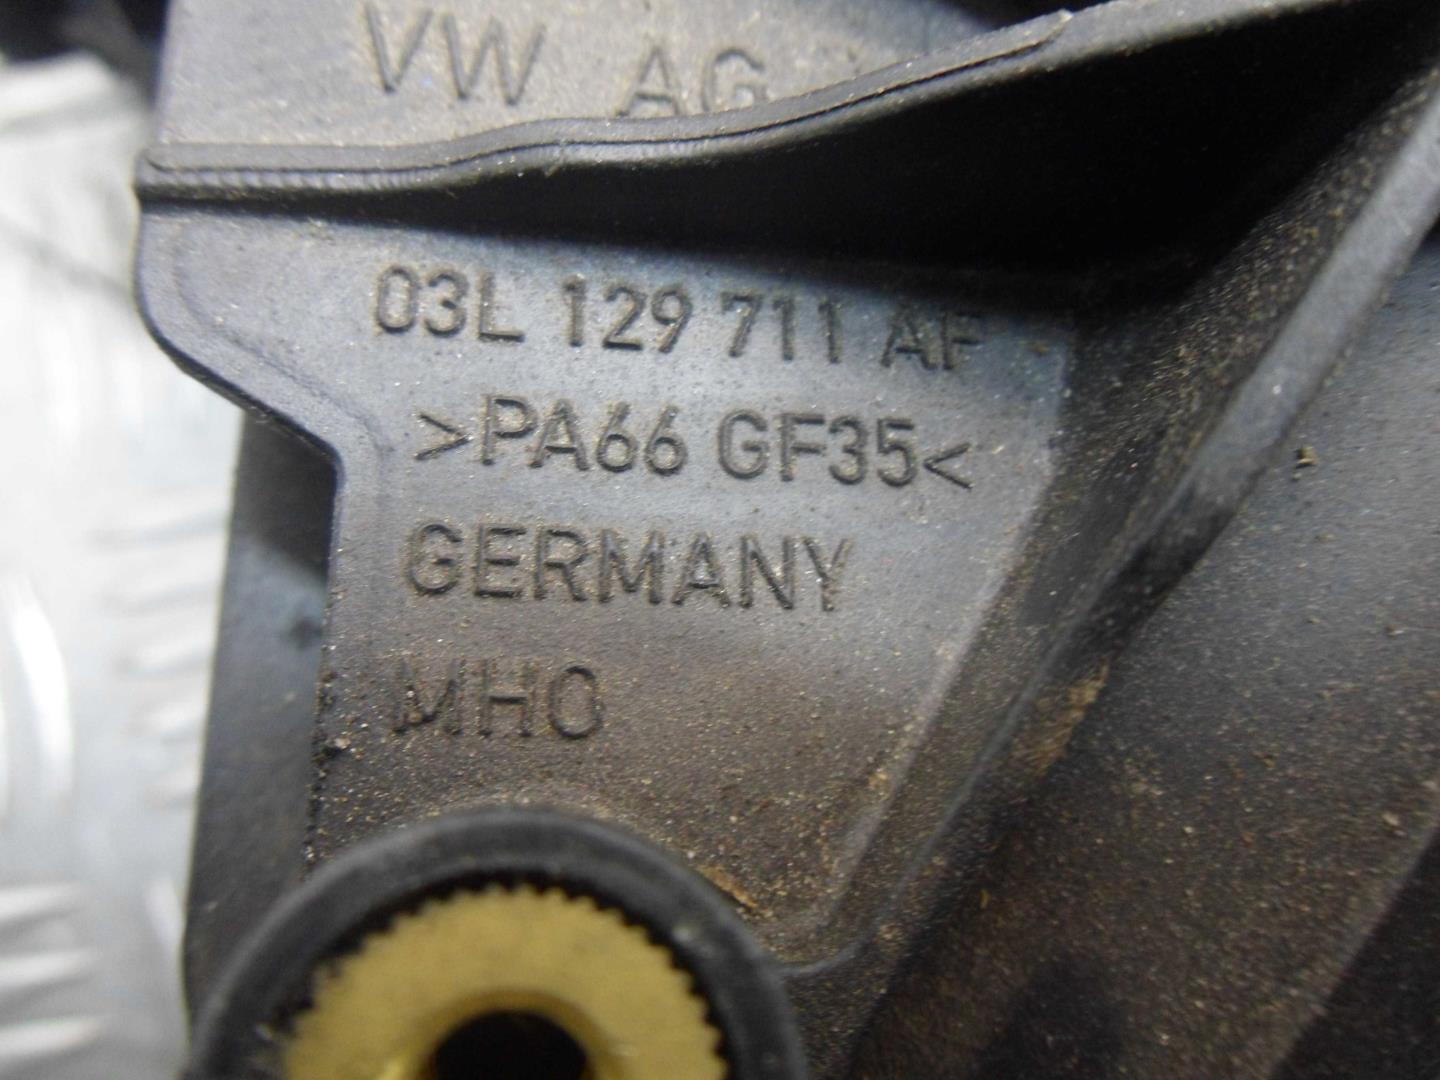 VW AG
03L 129 711 AF
>PA66 GF35<
GERMANY
MHO